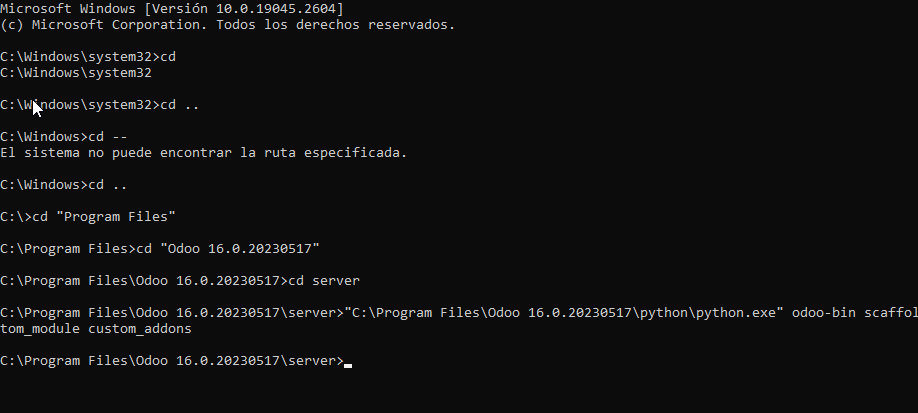 Microsoft Windows [Versión 10.0.19045.2604]
(c) Microsoft Corporation. Todos los derechos reservados.
C:\Windows\system32>cd
C:\Windows\system32
C:\Windows\system32>cd ..
C:\Windows>cd --
El sistema no puede encontrar la ruta especificada.
C:\Windows>cd ..
C:\>cd "Program Files"
C:\Program Files>cd "Odoo 16.0.20230517"
C:\Program Files\Odoo 16.0.20230517>cd server
C:\Program Files\Odoo 16.0.20230517\server>"C:\Program Files\Odoo 16.0.20230517\python\python.exe" odoo-bin scaffol
tom_module custom_addons
C:\Program Files\Odoo 16.0.20230517\server>